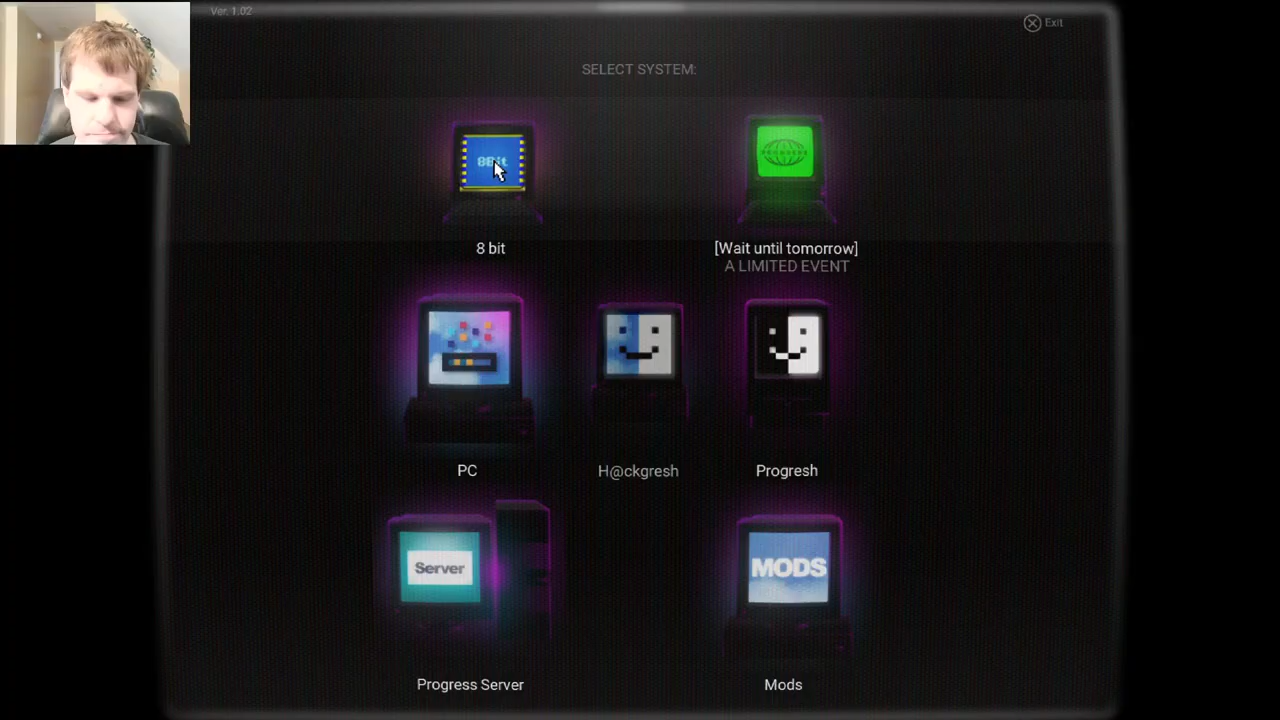 Ver. 1.02
Exit
SELECT SYSTEM:
8 bit
[Wait until tomorrow]
A LIMITED EVENT
PC
H@ckgresh
Progresh
Server
MODS
Progress Server
Mods